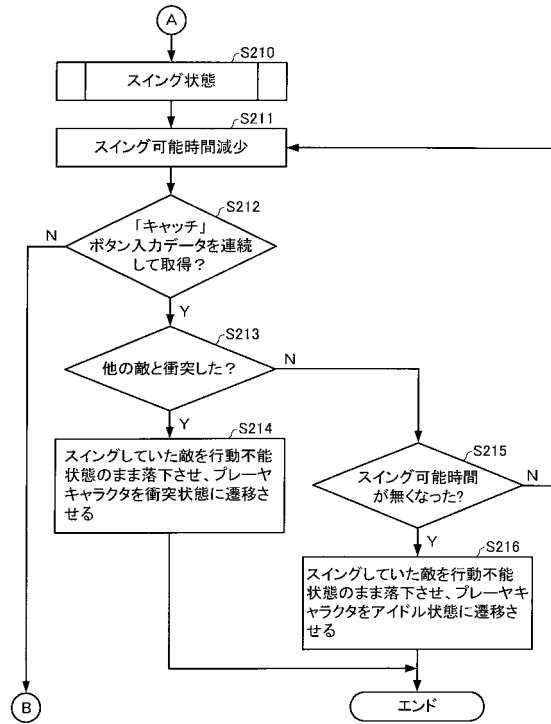 A
S210
スイング状態
S211
スイング可能時間減少
S212
「キャッチ」
ボタン入力データを連続
して取得？
N
Y
S213
他の敵と衝突した？
N
Y
S214
スイングしていた敵を行動不能
状態のまま落下させ、プレーヤ
キャラクタを衝突状態に遷移さ
せる
S215
スイング可能時間
が無くなった?
N
Y
S216
スイングしていた敵を行動不能
状態のまま落下させ、プレーヤキ
ャラクタをアイドル状態に遷移さ
せる
B
エンド